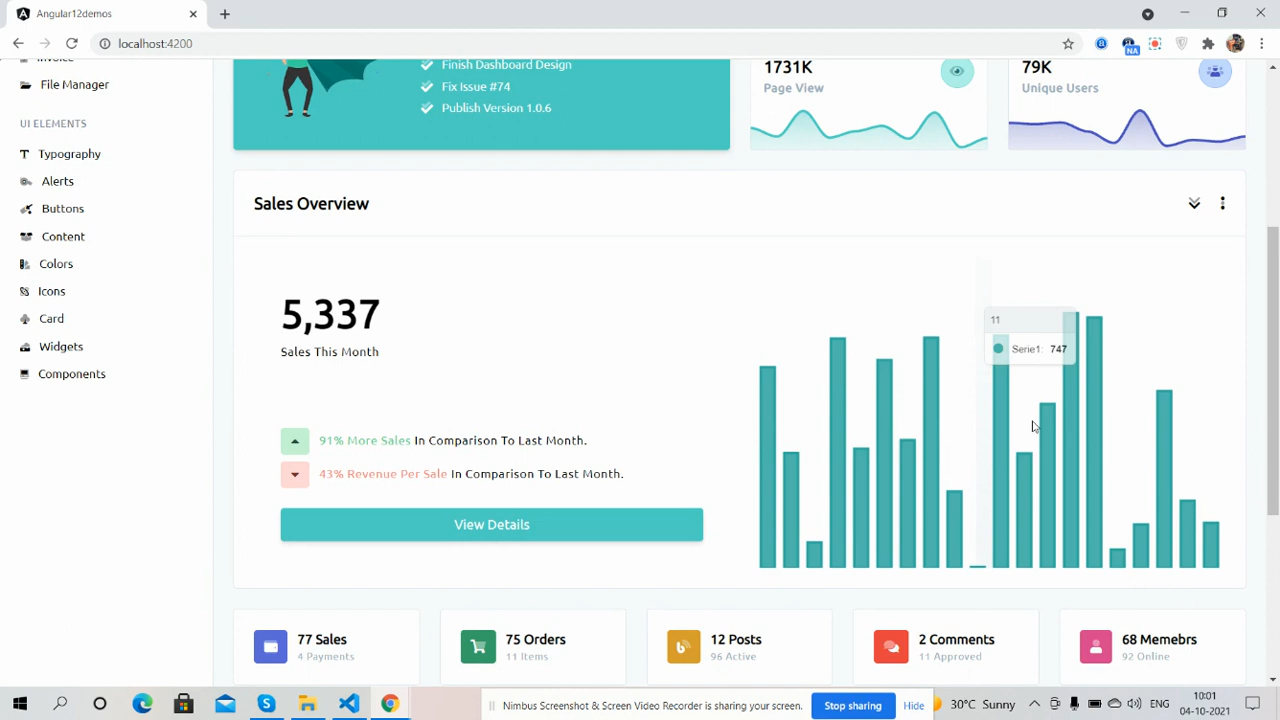 Angular12demos
localhost:4200
NA
File Manager
UI ELEMENTS
Typography
Alerts
Buttons
Content
Colors
Icons
Card
Widgets
Components
Finish Dashboard Design
Fix Issue #74
Publish Version 1.0.6
1731K
Page View
79K
Unique Users
Sales Overview
5,337
Sales This Month
91% More Sales In Comparison To Last Month.
43% Revenue Per Sale In Comparison To Last Month.
View Details
11
Serie1: 747
77 Sales
4 Payments
75 Orders
11 Items
12 Posts
96 Active
2 Comments
11 Approved
68 Memebrs
92 Online
Nimbus Screenshot & Screen Video Recorder is sharing your screen.
Stop sharing
Hide
30°C Sunny
ENG
10:01
04-10-2021